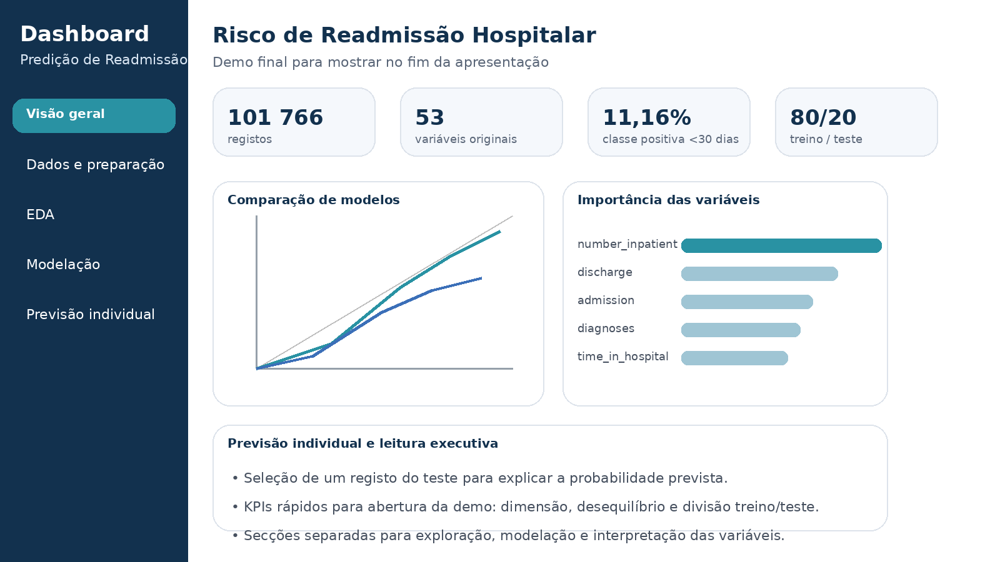 Dashboard
Predição de Readmissão
Visão geral
Dados e preparação
EDA
Modelação
Previsão individual
Risco de Readmissão Hospitalar
Demo final para mostrar no fim da apresentação
101 766
registos
53
variáveis originais
11,16%
classe positiva <30 dias
80/20
treino / teste
Comparação de modelos
Importância das variáveis
number_inpatient
discharge
admission
diagnoses
time_in_hospital
Previsão individual e leitura executiva
• Seleção de um registo do teste para explicar a probabilidade prevista.
• KPIs rápidos para abertura da demo: dimensão, desequilíbrio e divisão treino/teste.
• Secções separadas para exploração, modelação e interpretação das variáveis.